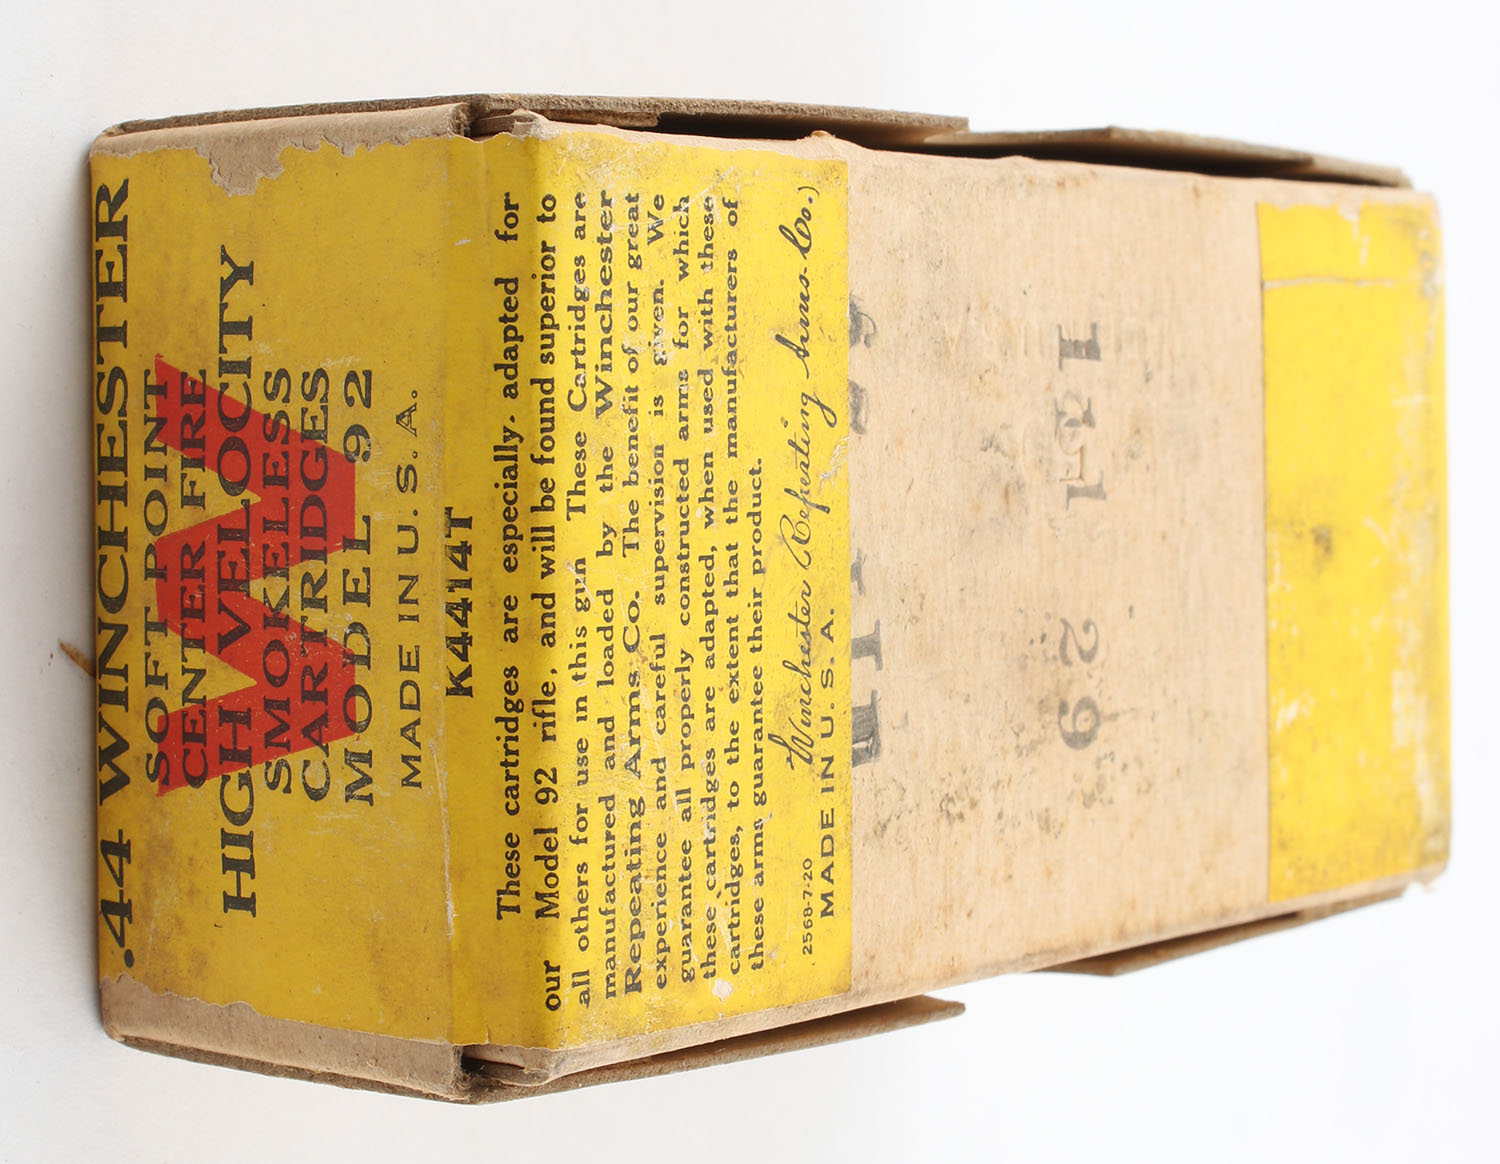 .44 WINCHESTER
SOFT POINT
CENTER FIRE
HIGH VELOCITY
SMOKELESS
CARTRIDGES
MODEL 92
MADE IN U.S.A.
W
K4414T
These cartridges are especially adapted for
our Model 92 rifle, and will be found superior to
all others for use in this gun These Cartridges are
manufactured and loaded by the Winchester
Repeating Arms Co. The benefit of our great
experience and careful supervision is given. We
guarantee all properly constructed arms for which
these cartridges are adapted, when used with these
cartridges, to the extent that the manufacturers of
these arms guarantee their product.
Winchester Repeating Arms Co.)
2568-7-20
MADE IN U.S.A.
29